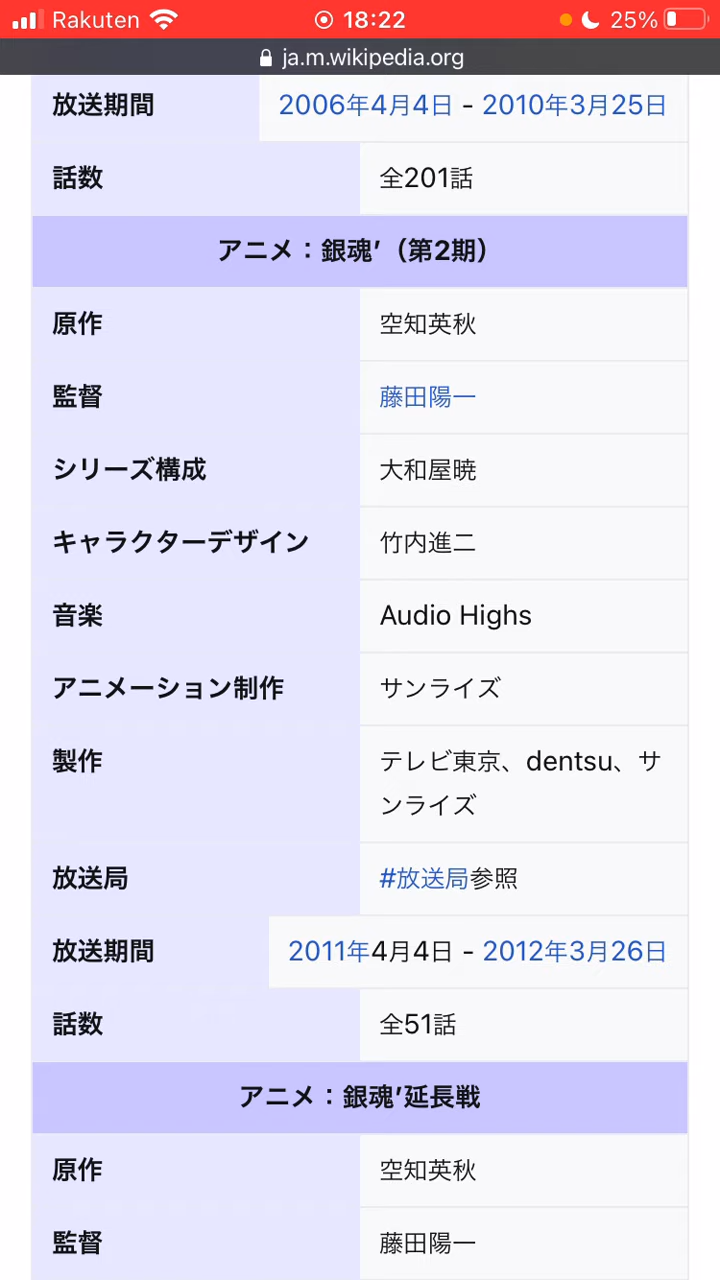 Rakuten 18:22 25%
ja.m.wikipedia.org
放送期間 2006年4月4日 - 2010年3月25日
話数 全201話
アニメ：銀魂′（第2期）
原作 空知英秋
監督 藤田陽一
シリーズ構成 大和屋暁
キャラクターデザイン 竹内進二
音楽 Audio Highs
アニメーション制作 サンライズ
製作 テレビ東京、dentsu、サ
ンライズ
放送局 #放送局参照
放送期間 2011年4月4日 - 2012年3月26日
話数 全51話
アニメ：銀魂′延長戦
原作 空知英秋
監督 藤田陽一